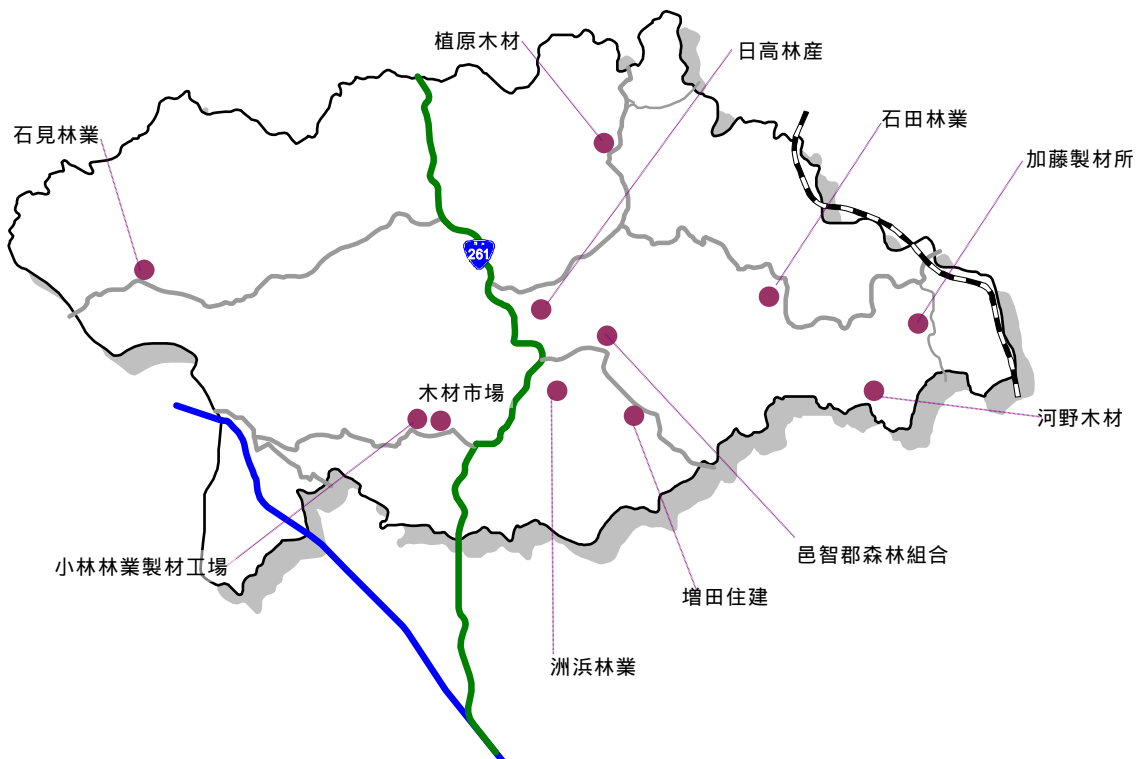 植原木材
日高林産
石見林業
石田林業
加藤製材所
261
木材市場
河野木材
小林林業製材工場
邑智郡森林組合
増田住建
洲浜林業